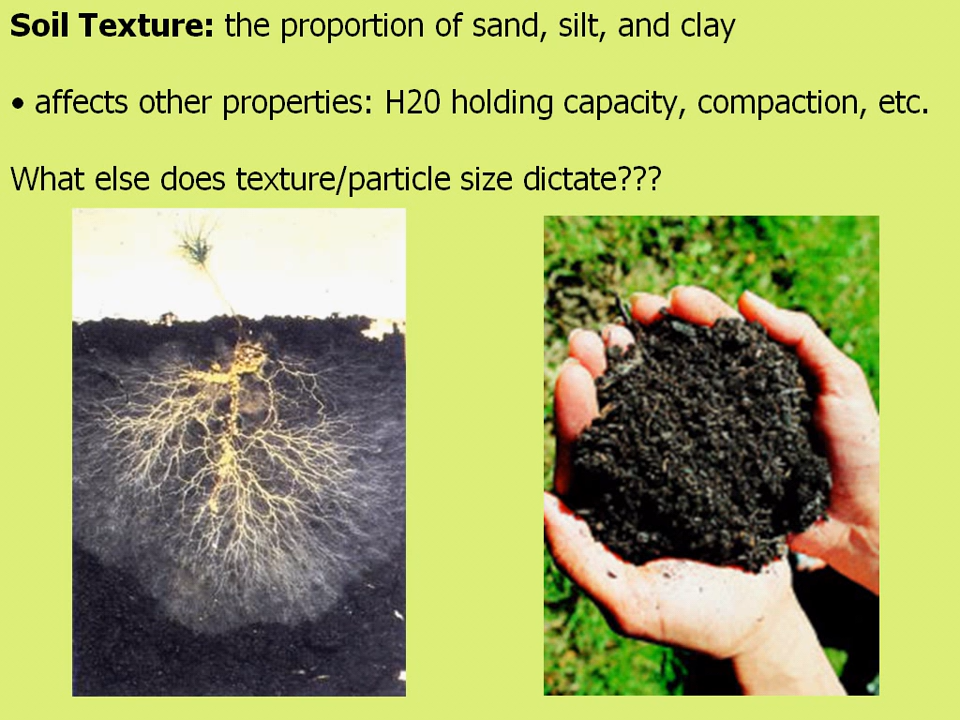 Soil Texture: the proportion of sand, silt, and clay
• affects other properties: H20 holding capacity, compaction, etc.
What else does texture/particle size dictate???